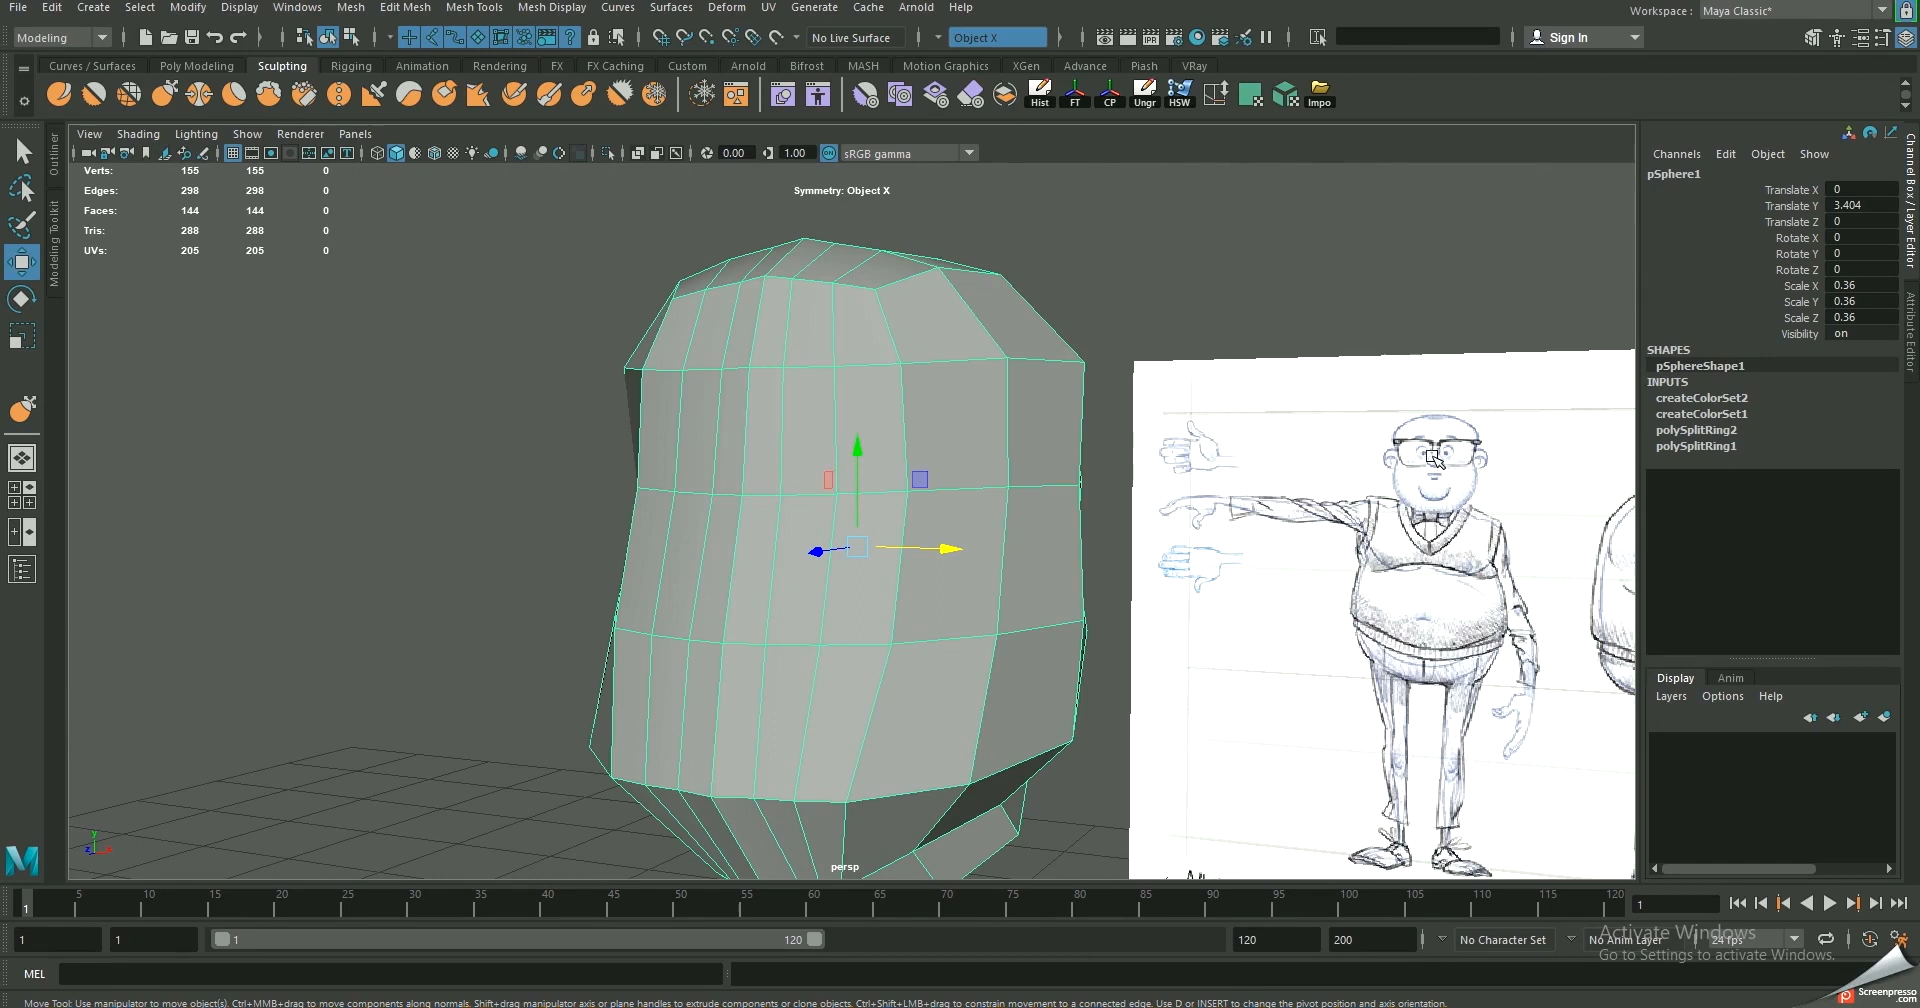 File Edit Create Select Modify Display Windows Mesh Edit Mesh Mesh Tools Mesh Display Curves Surfaces Deform UV Generate Cache Arnold Help Workspace : Maya Classic*
Modeling No Live Surface Object X Sign In
Curves / Surfaces Poly Modeling Sculpting Rigging Animation Rendering FX FX Caching Custom Arnold Bifrost MASH Motion Graphics XGen Advance Piash VRay
Hist FT CP Ungr HSW Impo
View Shading Lighting Show Renderer Panels
0.00 1.00 ON sRGB gamma
Outliner
Modeling Toolkit
Verts: 155 155 0
Edges: 298 298 0
Faces: 144 144 0
Tris: 288 288 0
UVs: 205 205 0
Symmetry: Object X
persp
y
z
Channels Edit Object Show
pSphere1
Translate X 0
Translate Y 3.404
Translate Z 0
Rotate X 0
Rotate Y 0
Rotate Z 0
Scale X 0.36
Scale Y 0.36
Scale Z 0.36
Visibility on
SHAPES
pSphereShape1
INPUTS
createColorSet2
createColorSet1
polySplitRing2
polySplitRing1
Channel Box / Layer Editor
Attribute Editor
Display Anim
Layers Options Help
5 10 15 20 25 30 35 40 45 50 55 60 65 70 75 80 85 90 95 100 105 110 115 120
1 1
1 1 1 120 120 200 No Character Set No Anim Layer 24 fps
Activate Windows
Go to Settings to activate Windows.
MEL
Screenpresso
.com
Move Tool: Use manipulator to move object(s). Ctrl+MMB+drag to move components along normals. Shift+drag manipulator axis or plane handles to extrude components or clone objects. Ctrl+Shift+LMB+drag to constrain movement to a connected edge. Use D or INSERT to change the pivot position and axis orientation.